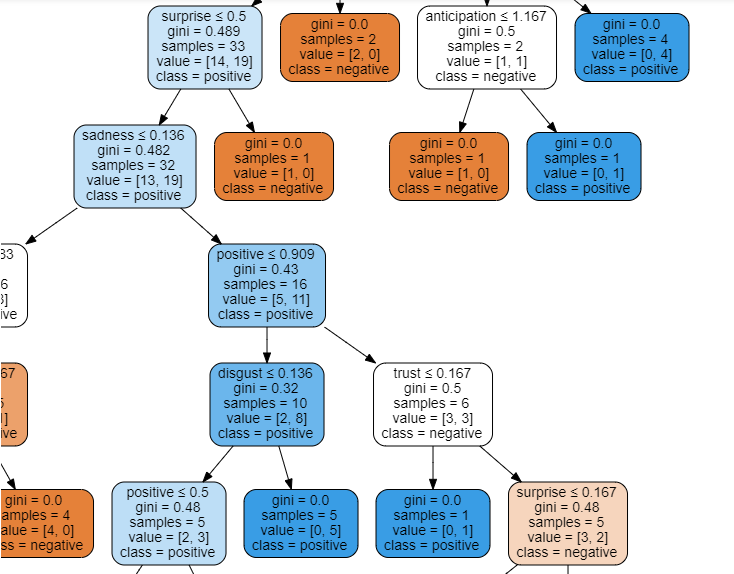 surprise ≤ 0.5
gini = 0.489
samples = 33
value = [14, 19]
class = positive
gini = 0.0
samples = 2
value = [2, 0]
class = negative
anticipation ≤ 1.167
gini = 0.5
samples = 2
value = [1, 1]
class = negative
gini = 0.0
samples = 4
value = [0, 4]
class = positive
sadness ≤ 0.136
gini = 0.482
samples = 32
value = [13, 19]
class = positive
gini = 0.0
samples = 1
value = [1, 0]
class = negative
gini = 0.0
samples = 1
value = [1, 0]
class = negative
gini = 0.0
samples = 1
value = [0, 1]
class = positive
33
6
]
ive
positive ≤ 0.909
gini = 0.43
samples = 16
value = [5, 11]
class = positive
67
]
ive
disgust ≤ 0.136
gini = 0.32
samples = 10
value = [2, 8]
class = positive
trust ≤ 0.167
gini = 0.5
samples = 6
value = [3, 3]
class = negative
gini = 0.0
amples = 4
alue = [4, 0]
ss = negative
positive ≤ 0.5
gini = 0.48
samples = 5
value = [2, 3]
class = positive
gini = 0.0
samples = 5
value = [0, 5]
class = positive
gini = 0.0
samples = 1
value = [0, 1]
class = positive
surprise ≤ 0.167
gini = 0.48
samples = 5
value = [3, 2]
class = negative